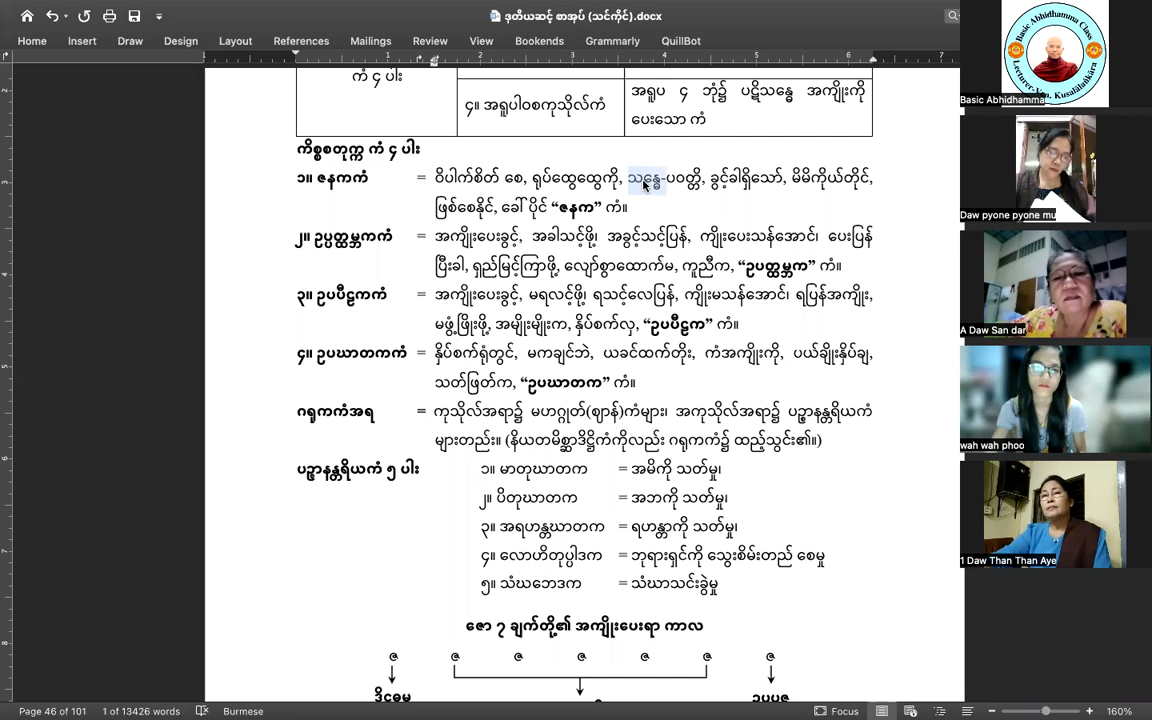 ဒုတိယဆင့် စာအုပ် (သင်ကိုင်).docx
Home Insert Draw Design Layout References Mailings Review View Bookends Grammarly QuillBot
ကံ ၄ ပါး
၄။ အရူပါဝစကုသိုလ်ကံ
အရူပ ၄ ဘုံ၌ ပဋိသန္ဓေ အကျိုးကို
ပေးသော ကံ
ကိစ္စစတုက္က ကံ ၄ ပါး
၁။ ဇနကကံ = ဝိပါက်စိတ် စေ, ရုပ်ထွေထွေကို, သန္ဓေ-ပဝတ္တိ, ခွင့်ခါရှိသော်, မိမိကိုယ်တိုင်,
ဖြစ်စေနိုင်, ခေါ်ပိုင် “ဇနက” ကံ။
၂။ ဥပတ္ထမ္ဘကကံ = အကျိုးပေးခွင့်, အခါသင့်ဖို့၊ အခွင့်သင့်ပြန်, ကျိုးပေးသန်အောင်၊ ပေးပြန်
ပြီးခါ, ရှည်မြင့်ကြာဖို့, လျော်စွာထောက်မ, ကူညီက, “ဥပတ္ထမ္ဘက” ကံ။
၃။ ဥပပီဠကကံ = အကျိုးပေးခွင့်, မရလင့်ဖို့၊ ရသင့်လေပြန်, ကျိုးမသန်အောင်၊ ရပြန်အကျိုး,
မဖွံ့ဖြိုးဖို့, အမျိုးမျိုးက, နှိပ်စက်လှ, “ဥပပီဠက” ကံ။
၄။ ဥပဃာတကကံ = နှိပ်စက်ရုံတွင်, မကချင်ဘဲ, ယခင်ထက်တိုး, ကံအကျိုးကို, ပယ်ချိုးနှိပ်ချ,
သတ်ဖြတ်က, “ဥပဃာတက” ကံ။
ဂရုကကံအရ = ကုသိုလ်အရာ၌ မဟဂ္ဂုတ်(ဈာန်)ကံများ၊ အကုသိုလ်အရာ၌ ပဉ္စာနန္တရိယကံ
များတည်း။ (နိယတမိစ္ဆာဒိဋ္ဌိကံကိုလည်း ဂရုကကံ၌ ထည့်သွင်း၏။)
ပဉ္စာနန္တရိယကံ ၅ ပါး ၁။ မာတုဃာတက = အမိကို သတ်မှု၊
၂။ ပိတုဃာတက = အဘကို သတ်မှု၊
၃။ အရဟန္တဃာတက = ရဟန္တာကို သတ်မှု၊
၄။ လောဟိတုပ္ပါဒက = ဘုရားရှင်ကို သွေးစိမ်းတည် စေမှု
၅။ သံဃဘေဒက = သံဃာသင်းခွဲမှု
ဇော ၇ ချက်တို့၏ အကျိုးပေးရာ ကာလ
ဇ ဇ ဇ ဇ ဇ ဇ ဇ
ဒိဋ္ဌဓမ္မ ဥပပဇ္ဇ
Page 46 of 101 1 of 13426 words Burmese Focus 160%
Basic Abhidhamma Class
Lecturer-Ven. Kusalālaṅkāra
Basic Abhidhamma
Daw pyone pyone mu
A Daw San dar
wah wah phoo
1 Daw Than Than Aye